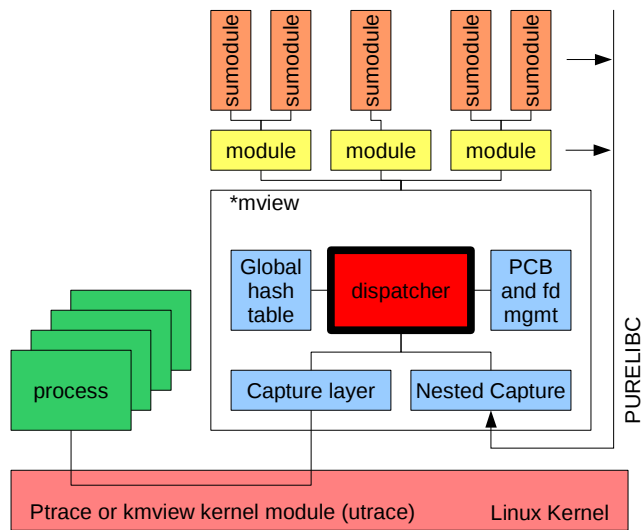 sumodule
sumodule
sumodule
sumodule
sumodule
module
module
module
*mview
Global
hash
table
dispatcher
PCB
and fd
mgmt
process
Capture layer
Nested Capture
PURELIBC
Ptrace or kmview kernel module (utrace)
Linux Kernel